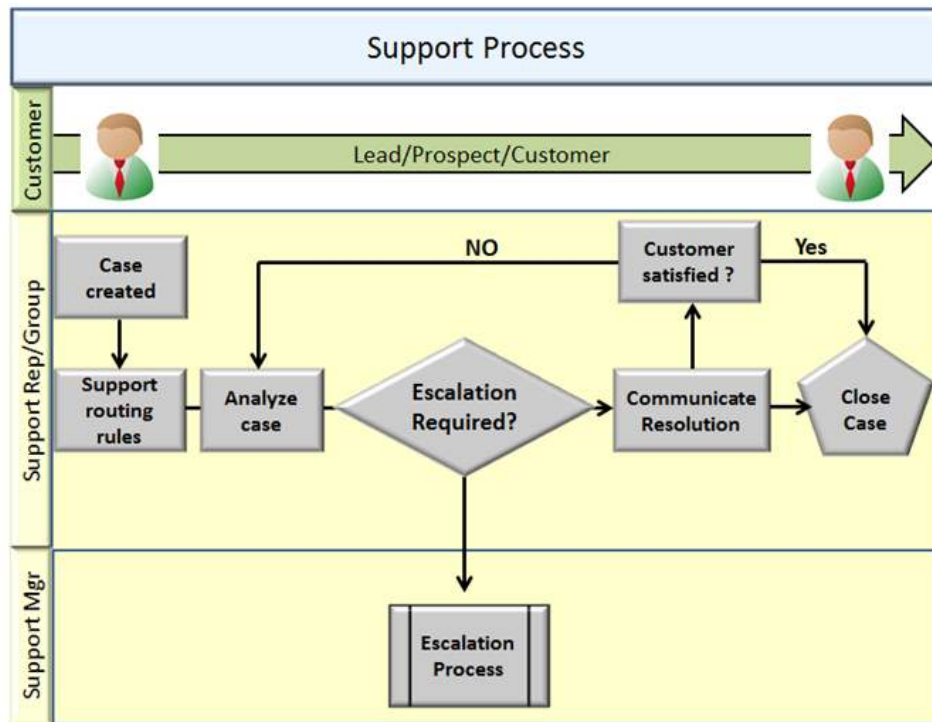 Support Process
Customer
Lead/Prospect/Customer
Support Rep/Group
Case
created
NO
Customer
satisfied ?
Yes
Support
routing
rules
Analyze
case
Escalation
Required?
Communicate
Resolution
Close
Case
Support Mgr
Escalation
Process